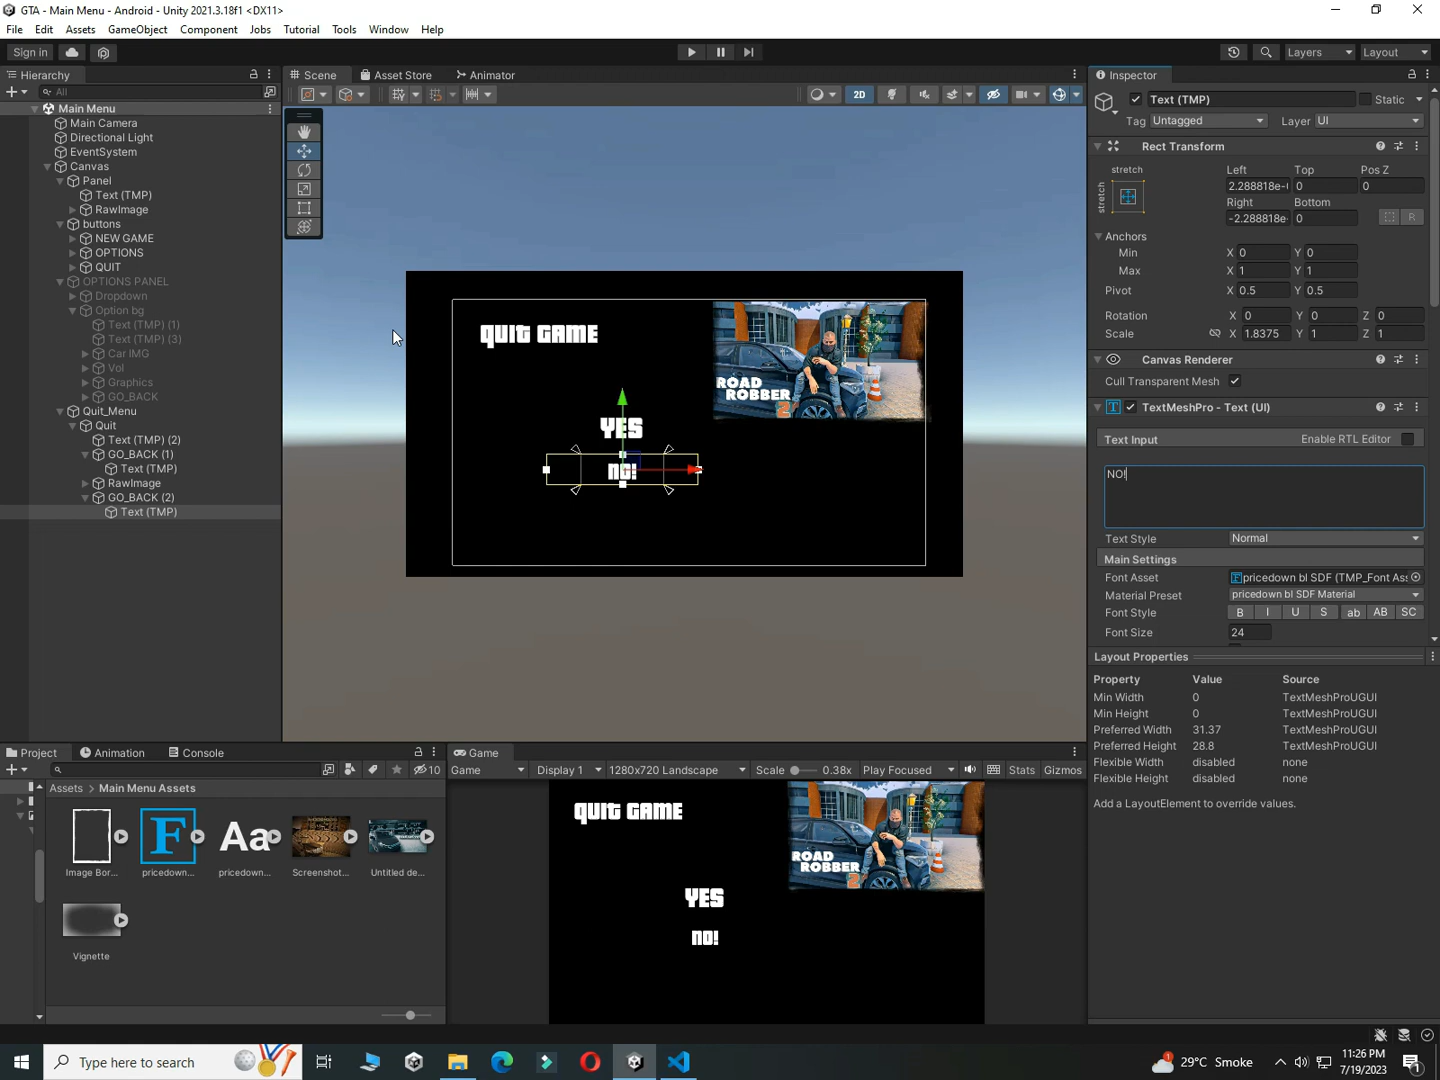 GTA - Main Menu - Android - Unity 2021.3.18f1 <DX11>
File Edit Assets GameObject Component Jobs Tutorial Tools Window Help
Sign in Layers Layout
Hierarchy
All
Main Menu
Main Camera
Directional Light
EventSystem
Canvas
Panel
Text (TMP)
RawImage
buttons
NEW GAME
OPTIONS
QUIT
OPTIONS PANEL
Dropdown
Option bg
Text (TMP) (1)
Text (TMP) (3)
Car IMG
Vol
Graphics
GO_BACK
Quit_Menu
Quit
Text (TMP) (2)
GO_BACK (1)
Text (TMP)
RawImage
GO_BACK (2)
Text (TMP)
Scene Asset Store Animator
2D
QUIT GAME
ROAD
ROBBER
2
YES
NO!
Inspector
Text (TMP) Static
Tag Untagged Layer UI
Rect Transform
stretch Left Top Pos Z
stretch 2.288818e- 0 0
Right Bottom
-2.288818e- 0 R
Anchors
Min X 0 Y 0
Max X 1 Y 1
Pivot X 0.5 Y 0.5
Rotation X 0 Y 0 Z 0
Scale X 1.8375 Y 1 Z 1
Canvas Renderer
Cull Transparent Mesh
TextMeshPro - Text (UI)
Text Input Enable RTL Editor
NO!
Text Style Normal
Main Settings
Font Asset pricedown bl SDF (TMP_Font As
Material Preset pricedown bl SDF Material
Font Style B I U S ab AB SC
Font Size 24
Layout Properties
Property Value Source
Min Width 0 TextMeshProUGUI
Min Height 0 TextMeshProUGUI
Preferred Width 31.37 TextMeshProUGUI
Preferred Height 28.8 TextMeshProUGUI
Flexible Width disabled none
Flexible Height disabled none
Add a LayoutElement to override values.
Project Animation Console
10
Assets > Main Menu Assets
F Aa
Image Bor... pricedown... pricedown... Screenshot... Untitled de...
Vignette
Game
Game Display 1 1280x720 Landscape Scale 0.38x Play Focused Stats Gizmos
QUIT GAME
ROAD
ROBBER
2
YES
NO!
Type here to search
29°C Smoke
11:26 PM
7/19/2023
1